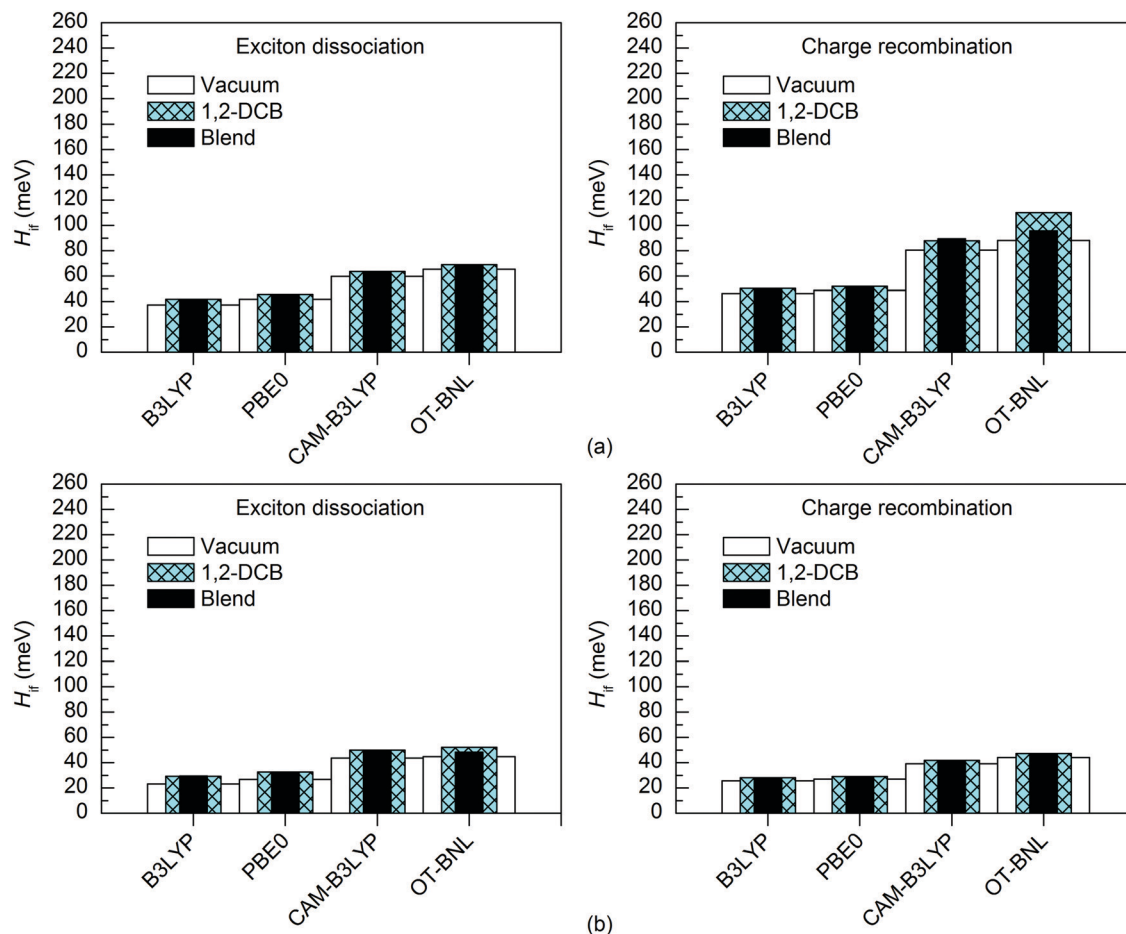 Exciton dissociation
Vacuum
1,2-DCB
Blend
H_if (meV)
260
240
220
200
180
160
140
120
100
80
60
40
20
0
B3LYP
PBE0
CAM-B3LYP
OT-BNL
Charge recombination
Vacuum
1,2-DCB
Blend
H_if (meV)
260
240
220
200
180
160
140
120
100
80
60
40
20
0
B3LYP
PBE0
CAM-B3LYP
OT-BNL
(a)
Exciton dissociation
Vacuum
1,2-DCB
Blend
H_if (meV)
260
240
220
200
180
160
140
120
100
80
60
40
20
0
B3LYP
PBE0
CAM-B3LYP
OT-BNL
Charge recombination
Vacuum
1,2-DCB
Blend
H_if (meV)
260
240
220
200
180
160
140
120
100
80
60
40
20
0
B3LYP
PBE0
CAM-B3LYP
OT-BNL
(b)